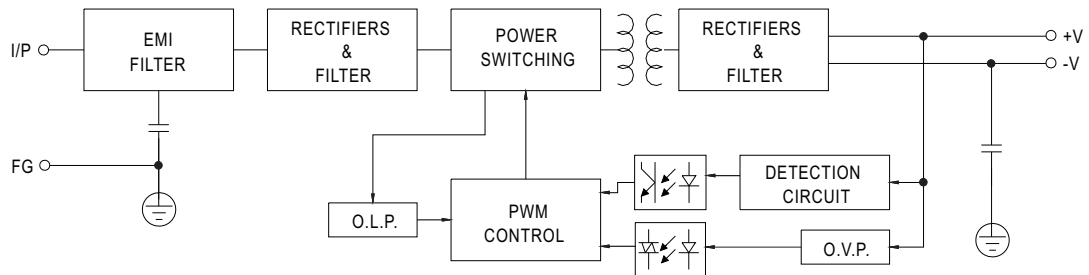 I/P
EMI
FILTER
RECTIFIERS
&
FILTER
POWER
SWITCHING
RECTIFIERS
&
FILTER
+V
-V
FG
O.L.P.
PWM
CONTROL
DETECTION
CIRCUIT
O.V.P.